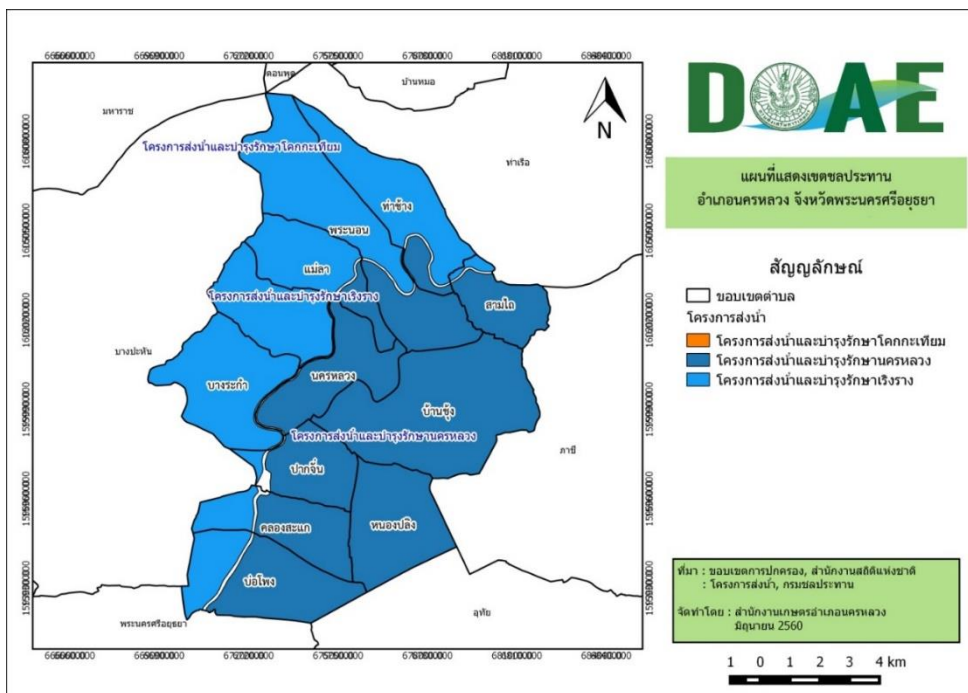 DOAE
แผนที่แสดงเขตชลประทาน
อำเภอนครหลวง จังหวัดพระนครศรีอยุธยา
สัญญลักษณ์
ขอบเขตตำบล
โครงการส่งน้ำ
โครงการส่งน้ำและบำรุงรักษาโคกกะเทียม
โครงการส่งน้ำและบำรุงรักษานครหลวง
โครงการส่งน้ำและบำรุงรักษาเริงราง
ที่มา : ขอบเขตการปกครอง, สำนักงานสถิติแห่งชาติ
: โครงการส่งน้ำ, กรมชลประทาน
จัดทำโดย : สำนักงานเกษตรอำเภอนครหลวง
มิถุนายน 2560
1 0 1 2 3 4 km
N
ดอนพุด
บ้านหมอ
มหาราช
โครงการส่งน้ำและบำรุงรักษาโคกกะเทียม
ท่าเรือ
ท่าช้าง
พระนอน
แม่ลา
โครงการส่งน้ำและบำรุงรักษาเริงราง
สามไถ
บางปะหัน
นครหลวง
บางระกำ
บ้านชุ้ง
โครงการส่งน้ำและบำรุงรักษานครหลวง
ภาชี
ปากจั่น
คลองสะแก
หนองปลิง
บ่อโพง
อุทัย
พระนครศรีอยุธยา